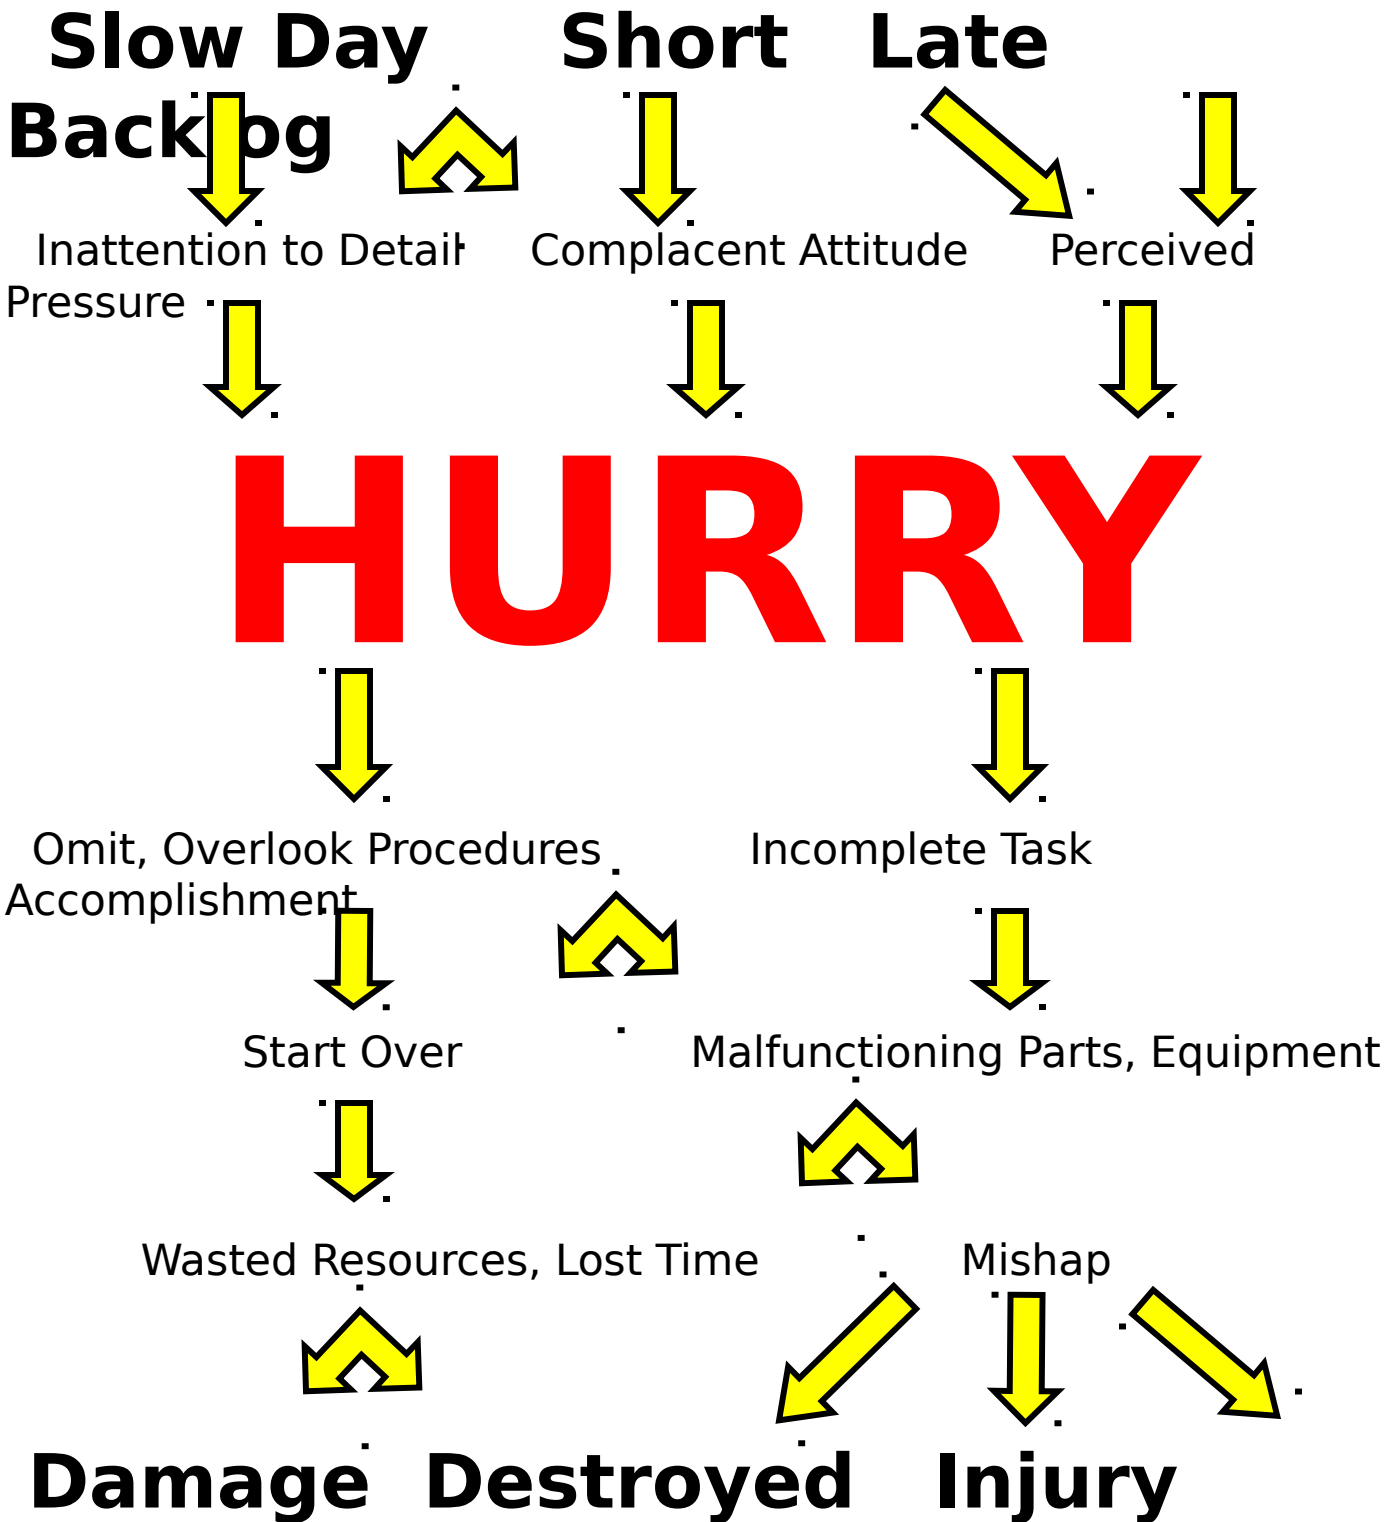 Slow Day Short Late
Backlog
Inattention to Detail Complacent Attitude Perceived
Pressure
HURRY
Omit, Overlook Procedures Incomplete Task
Accomplishment
Start Over Malfunctioning Parts, Equipment
Wasted Resources, Lost Time Mishap
Damage Destroyed Injury